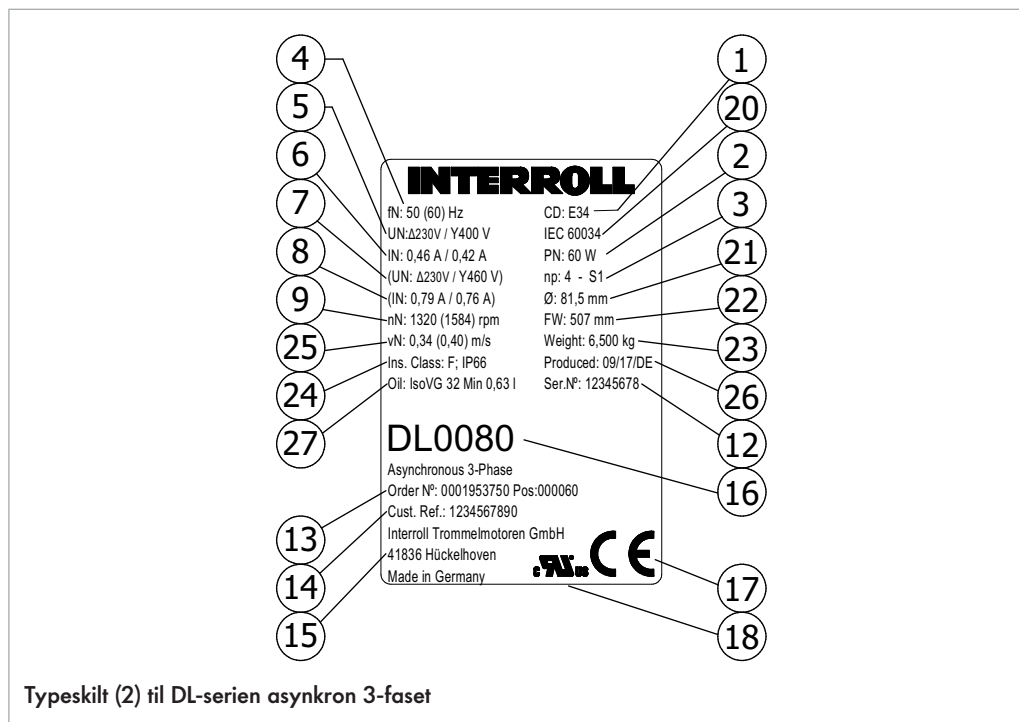 4
5
6
7
8
9
25
24
27
13
14
15
INTERROLL
fN: 50 (60) Hz
UN:Δ230V / Y400 V
IN: 0,46 A / 0,42 A
(UN: Δ230V / Y460 V)
(IN: 0,79 A / 0,76 A)
nN: 1320 (1584) rpm
vN: 0,34 (0,40) m/s
Ins. Class: F; IP66
Oil: IsoVG 32 Min 0,63 l
CD: E34
IEC 60034
PN: 60 W
np: 4 - S1
Ø: 81,5 mm
FW: 507 mm
Weight: 6,500 kg
Produced: 09/17/DE
Ser.Nº: 12345678
DL0080
Asynchronous 3-Phase
Order Nº: 0001953750 Pos:000060
Cust. Ref.: 1234567890
Interroll Trommelmotoren GmbH
41836 Hückelhoven
Made in Germany
c RU us CE
1
20
2
3
21
22
23
26
12
16
17
18
Typeskilt (2) til DL-serien asynkron 3-faset